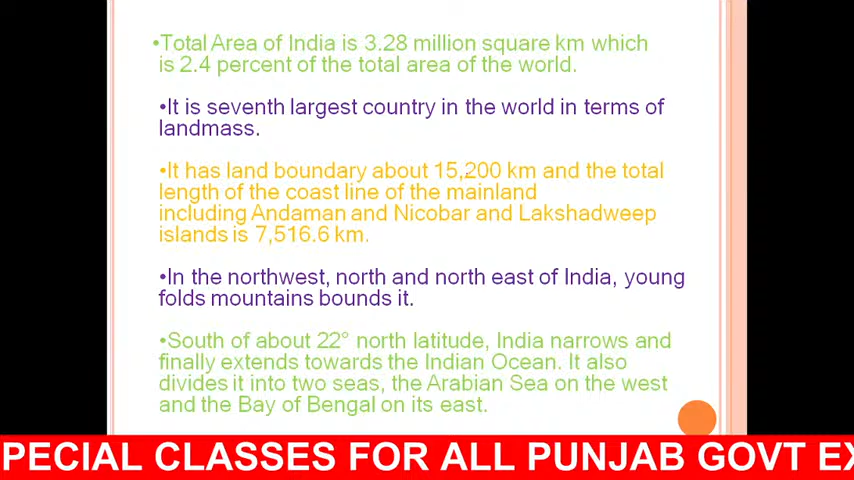 •Total Area of India is 3.28 million square km which
is 2.4 percent of the total area of the world.
•It is seventh largest country in the world in terms of
landmass.
•It has land boundary about 15,200 km and the total
length of the coast line of the mainland
including Andaman and Nicobar and Lakshadweep
islands is 7,516.6 km.
•In the northwest, north and north east of India, young
folds mountains bounds it.
•South of about 22° north latitude, India narrows and
finally extends towards the Indian Ocean. It also
divides it into two seas, the Arabian Sea on the west
and the Bay of Bengal on its east.
PECIAL CLASSES FOR ALL PUNJAB GOVT EX